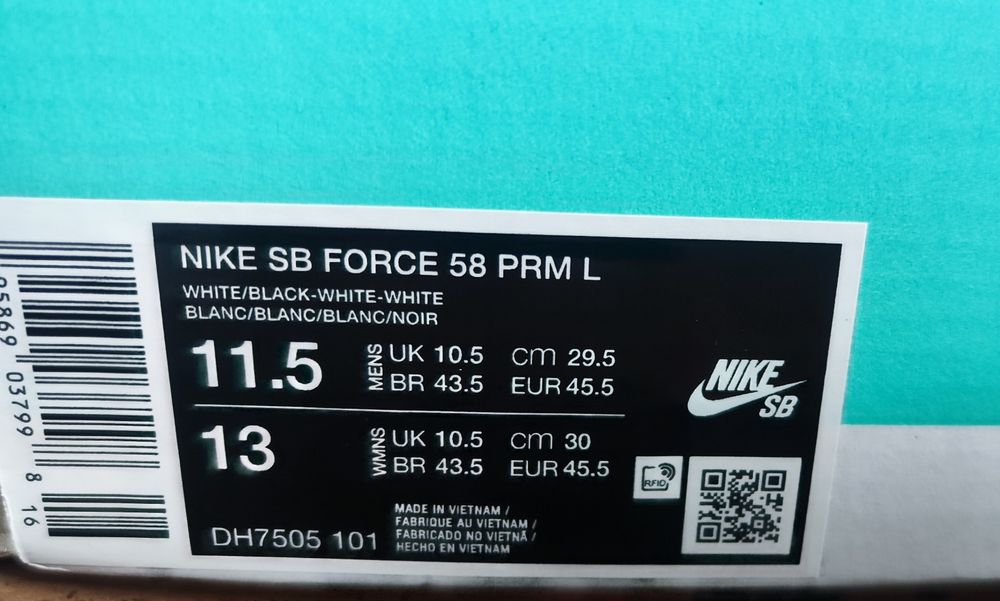 NIKE SB FORCE 58 PRM L
WHITE/BLACK-WHITE-WHITE
BLANC/BLANC/BLANC/NOIR
11.5 MENS UK 10.5 cm 29.5
BR 43.5 EUR 45.5
13 WMNS UK 10.5 cm 30
BR 43.5 EUR 45.5
NIKE
SB
RFID
DH7505 101
MADE IN VIETNAM /
FABRIQUE AU VIETNAM /
FABRICADO NO VIETNÃ /
HECHO EN VIETNAM
03799 8
16